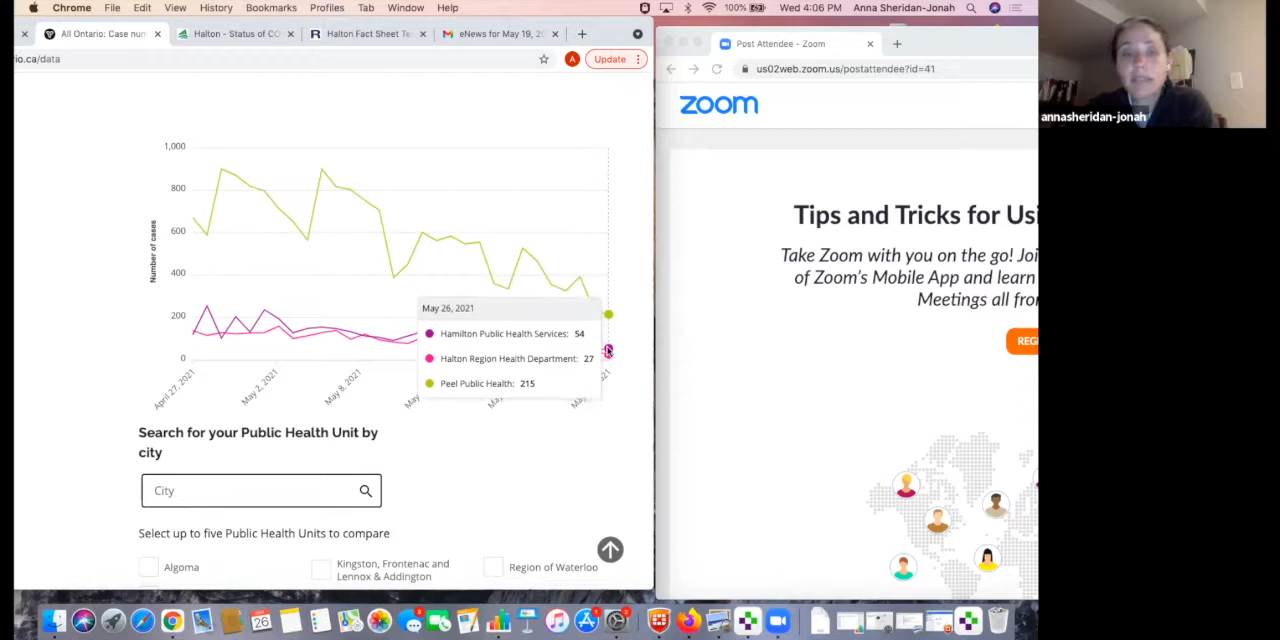 Chrome File Edit View History Bookmarks Profiles Tab Window Help
100% Wed 4:06 PM Anna Sheridan-Jonah
All Ontario: Case num
Halton - Status of CO
Halton Fact Sheet Te
eNews for May 19, 20
Post Attendee - Zoom
io.ca/data
A
Update
us02web.zoom.us/postattendee?id=41
zoom
annasheridan-jonah
1,000
800
600
400
200
0
Number of cases
April 27, 2021
May 2, 2021
May 8, 2021
May 26, 2021
Hamilton Public Health Services: 54
Halton Region Health Department: 27
Peel Public Health: 215
Tips and Tricks for Usi
Take Zoom with you on the go! Joi
of Zoom's Mobile App and learn
Meetings all fro
REG
Search for your Public Health Unit by
city
City
Select up to five Public Health Units to compare
Algoma
Kingston, Frontenac and
Lennox & Addington
Region of Waterloo
26